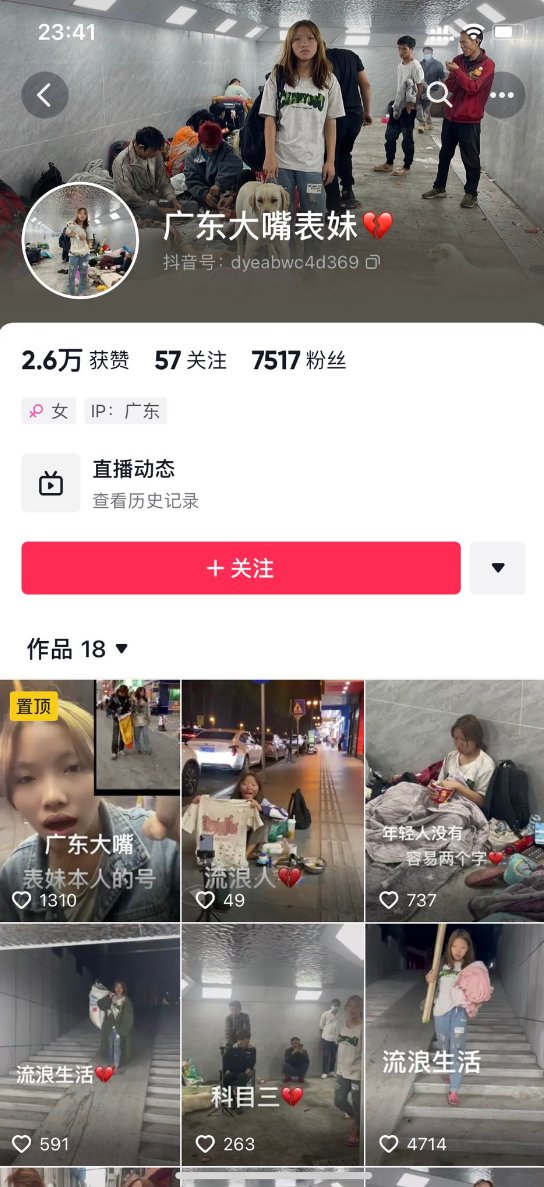 23:41
广东大嘴表妹💔
抖音号：dyeabwc4d369
2.6万 获赞 57 关注 7517 粉丝
女 IP：广东
直播动态
查看历史记录
+ 关注
作品 18
置顶
广东大嘴
表妹本人的号
1310
流浪人💔
49
年轻人没有
容易两个字❤️
737
流浪生活💔
591
科目三💔
263
流浪生活
4714